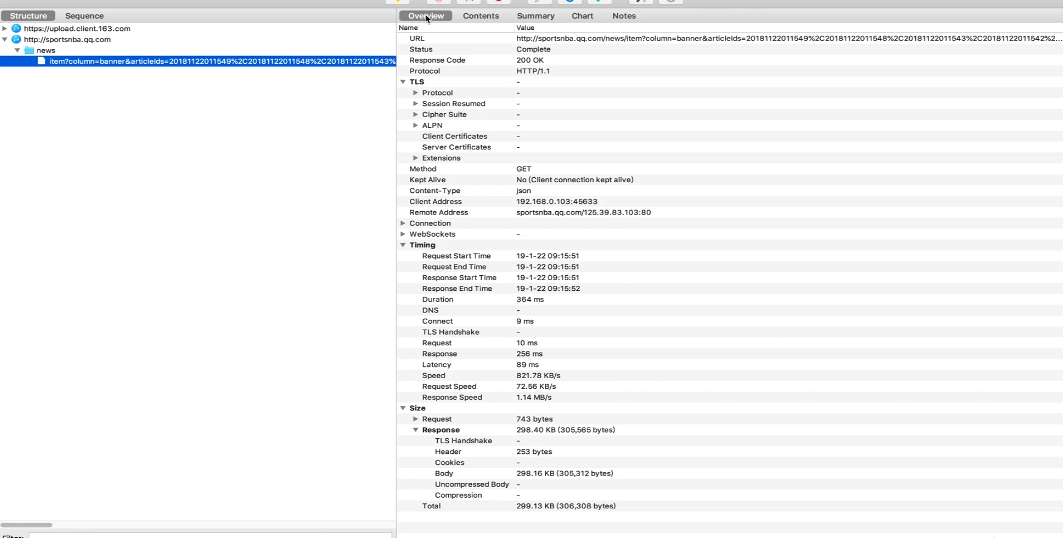 Structure Sequence
https://upload.client.163.com
http://sportsnba.qq.com
news
item?column=banner&articleIds=20181122011549%2C20181122011548%2C20181122011543%
Overview Contents Summary Chart Notes
Name Value
URL http://sportsnba.qq.com/news/item?column=banner&articleIds=20181122011549%2C20181122011548%2C20181122011543%2C20181122011542%2...
Status Complete
Response Code 200 OK
Protocol HTTP/1.1
TLS -
Protocol -
Session Resumed -
Cipher Suite -
ALPN -
Client Certificates -
Server Certificates -
Extensions
Method GET
Kept Alive No (Client connection kept alive)
Content-Type json
Client Address 192.168.0.103:45633
Remote Address sportsnba.qq.com/125.39.83.103:80
Connection
WebSockets -
Timing
Request Start Time 19-1-22 09:15:51
Request End Time 19-1-22 09:15:51
Response Start Time 19-1-22 09:15:51
Response End Time 19-1-22 09:15:52
Duration 364 ms
DNS -
Connect 9 ms
TLS Handshake -
Request 10 ms
Response 256 ms
Latency 89 ms
Speed 821.78 KB/s
Request Speed 72.56 KB/s
Response Speed 1.14 MB/s
Size
Request 743 bytes
Response 298.40 KB (305,565 bytes)
TLS Handshake -
Header 253 bytes
Cookies -
Body 298.16 KB (305,312 bytes)
Uncompressed Body -
Compression -
Total 299.13 KB (306,308 bytes)